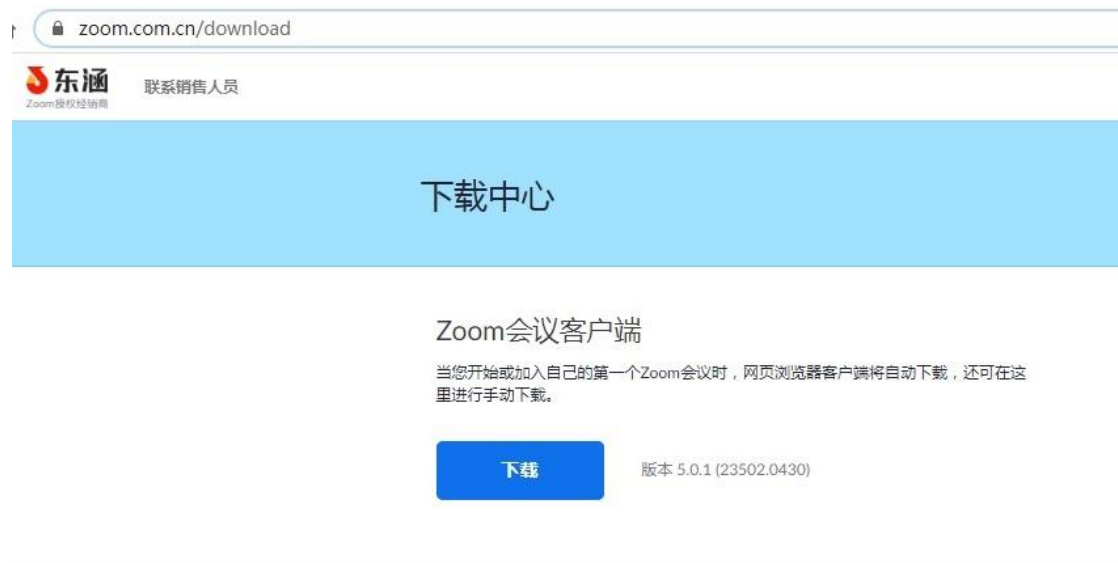 zoom.com.cn/download
东涵
联系销售人员
Zoom授权经销商
下载中心
Zoom会议客户端
当您开始或加入自己的第一个Zoom会议时，网页浏览器客户端将自动下载，还可在这
里进行手动下载。
下载
版本 5.0.1 (23502.0430)